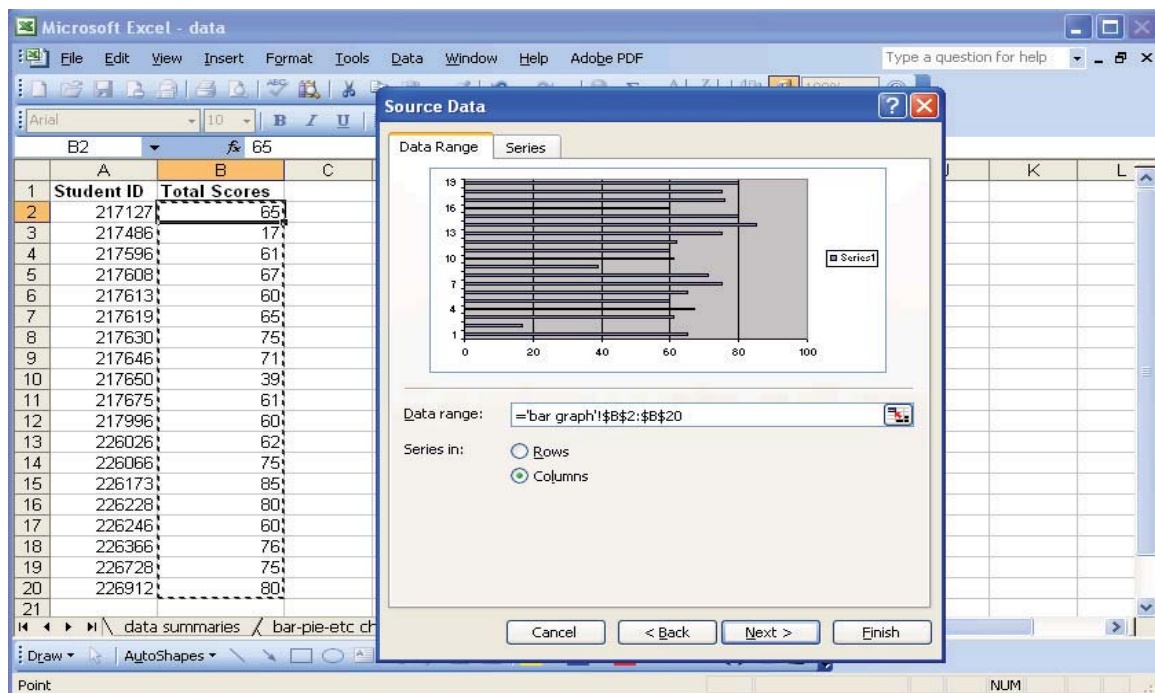 Microsoft Excel - data
File Edit View Insert Format Tools Data Window Help Adobe PDF Type a question for help
Arial 10 B I U
B2 fx 65
A B C K L
1 Student ID Total Scores
2 217127 65
3 217486 17
4 217596 61
5 217608 67
6 217613 60
7 217619 65
8 217630 75
9 217646 71
10 217650 39
11 217675 61
12 217996 60
13 226026 62
14 226066 75
15 226173 85
16 226228 80
17 226246 60
18 226366 76
19 226728 75
20 226912 80
21
data summaries bar-pie-etc ch
Draw AutoShapes
Point NUM
Source Data
Data Range Series
19
16
13
10
7
4
1
0 20 40 60 80 100
Series1
Data range: ='bar graph'!$B$2:$B$20
Series in: Rows
Columns
Cancel < Back Next > Finish